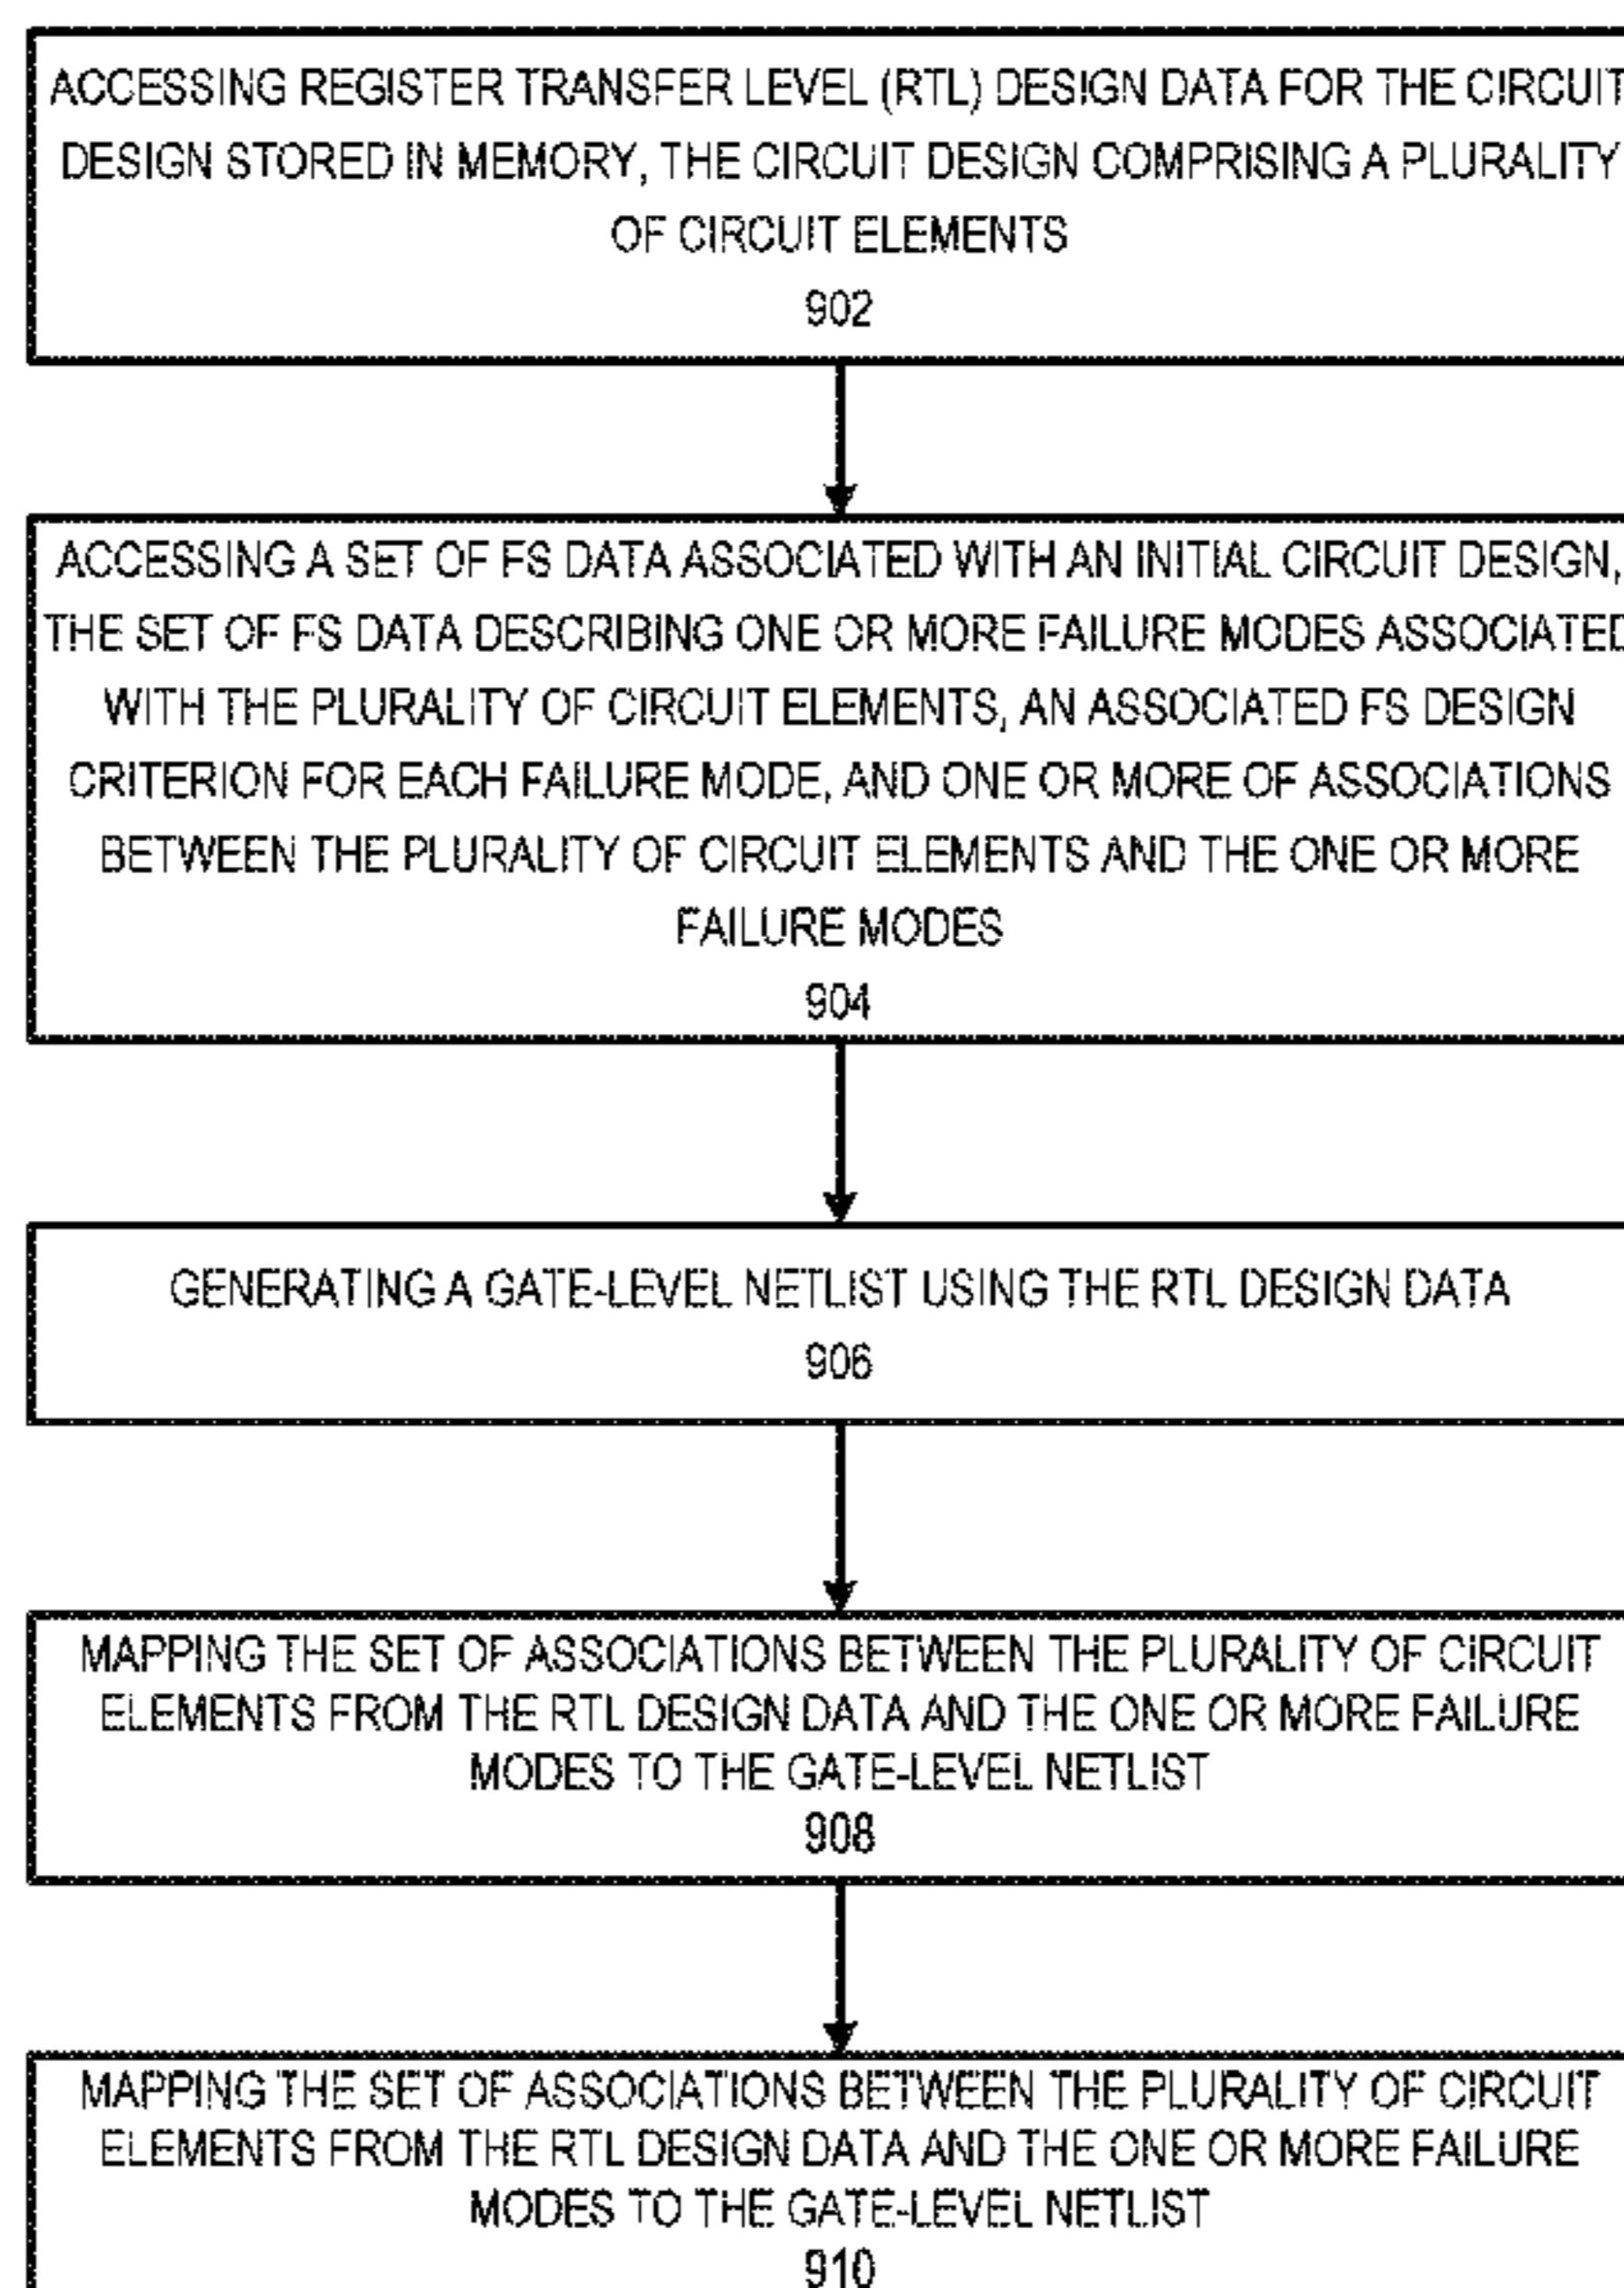 ACCESSING REGISTER TRANSFER LEVEL (RTL) DESIGN DATA FOR THE CIRCUIT
DESIGN STORED IN MEMORY, THE CIRCUIT DESIGN COMPRISING A PLURALITY
OF CIRCUIT ELEMENTS
902
ACCESSING A SET OF FS DATA ASSOCIATED WITH AN INITIAL CIRCUIT DESIGN,
THE SET OF FS DATA DESCRIBING ONE OR MORE FAILURE MODES ASSOCIATED
WITH THE PLURALITY OF CIRCUIT ELEMENTS, AN ASSOCIATED FS DESIGN
CRITERION FOR EACH FAILURE MODE, AND ONE OR MORE OF ASSOCIATIONS
BETWEEN THE PLURALITY OF CIRCUIT ELEMENTS AND THE ONE OR MORE
FAILURE MODES
904
GENERATING A GATE-LEVEL NETLIST USING THE RTL DESIGN DATA
906
MAPPING THE SET OF ASSOCIATIONS BETWEEN THE PLURALITY OF CIRCUIT
ELEMENTS FROM THE RTL DESIGN DATA AND THE ONE OR MORE FAILURE
MODES TO THE GATE-LEVEL NETLIST
908
MAPPING THE SET OF ASSOCIATIONS BETWEEN THE PLURALITY OF CIRCUIT
ELEMENTS FROM THE RTL DESIGN DATA AND THE ONE OR MORE FAILURE
MODES TO THE GATE-LEVEL NETLIST
910